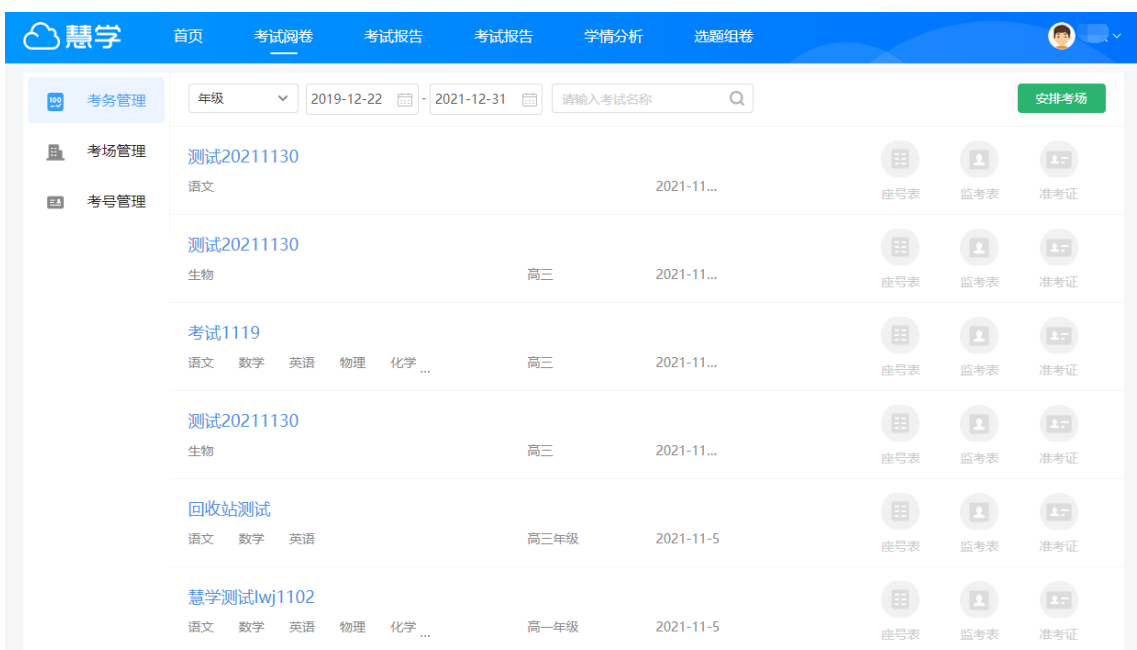 慧学 首页 考试阅卷 考试报告 考试报告 学情分析 选题组卷
考务管理
考场管理
考号管理
年级 2019-12-22 - 2021-12-31 请输入考试名称 安排考场
测试20211130
语文 2021-11... 座号表 监考表 准考证
测试20211130
生物 高三 2021-11... 座号表 监考表 准考证
考试1119
语文 数学 英语 物理 化学 ... 高三 2021-11... 座号表 监考表 准考证
测试20211130
生物 高三 2021-11... 座号表 监考表 准考证
回收站测试
语文 数学 英语 高三年级 2021-11-5 座号表 监考表 准考证
慧学测试lwj1102
语文 数学 英语 物理 化学 ... 高一年级 2021-11-5 座号表 监考表 准考证